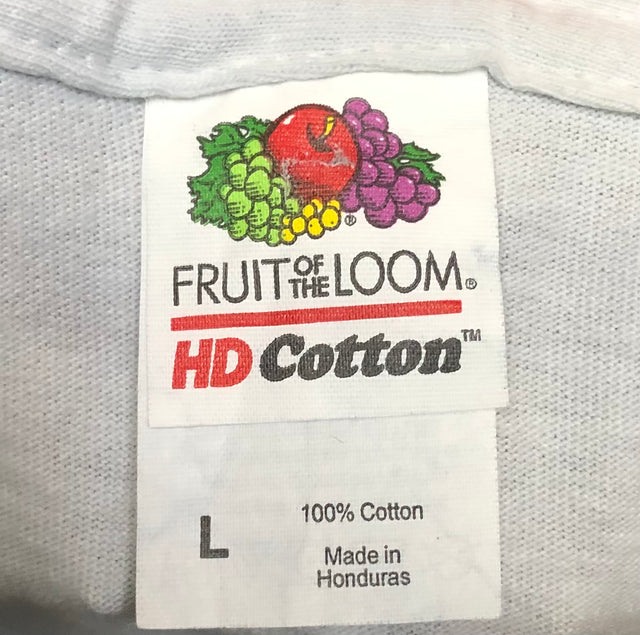 ®
FRUIT OF THE LOOM®
HD Cotton™
L
100% Cotton
Made in
Honduras